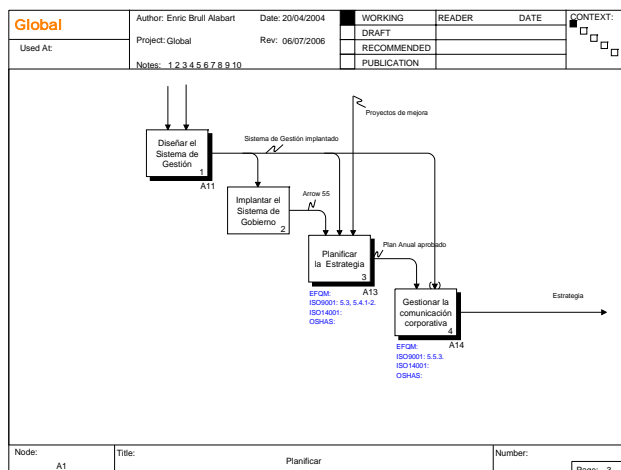 Global
Used At:
Author: Enric Brull Alabart
Date: 20/04/2004
Project: Global
Rev: 06/07/2006
Notes: 1 2 3 4 5 6 7 8 9 10
WORKING
DRAFT
RECOMMENDED
PUBLICATION
READER
DATE
CONTEXT:
Proyectos de mejora
Diseñar el
Sistema de
Gestión
1
A11
Sistema de Gestión implantado
Implantar el
Sistema de
Gobierno
2
Arrow 55
Planificar
la Estrategia
3
A13
EFQM:
ISO9001: 5.3, 5.4.1-2.
ISO14001:
OSHAS:
Plan Anual aprobado
Gestionar la
comunicación
corporativa
4
A14
EFQM:
ISO9001: 5.5.3.
ISO14001:
OSHAS:
Estrategia
Node:
A1
Title:
Planificar
Number:
Page: 3